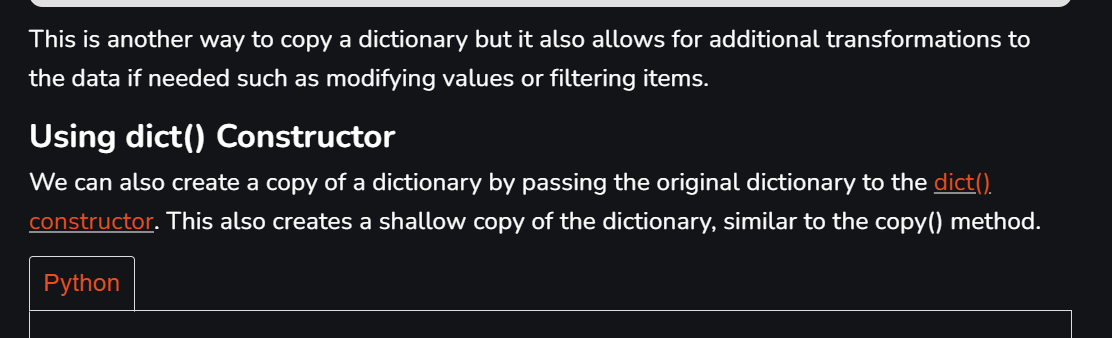 This is another way to copy a dictionary but it also allows for additional transformations to
the data if needed such as modifying values or filtering items.
Using dict() Constructor
We can also create a copy of a dictionary by passing the original dictionary to the dict()
constructor. This also creates a shallow copy of the dictionary, similar to the copy() method.
Python